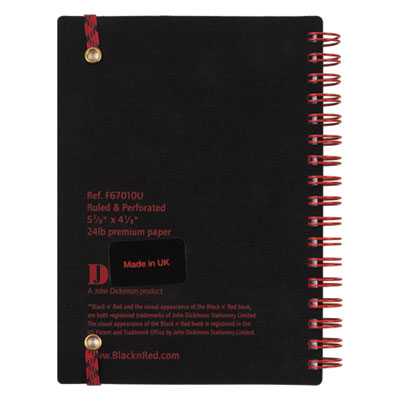 Ref. F67010U
Ruled & Perforated
5⅞" x 4⅛"
24lb premium paper
Made in UK
D
A John Dickinson product
"Black n' Red and the visual appearance of the Black n' Red book,
are both registered trademarks of John Dickinson Stationery Limited.
The visual appearance of the Black n' Red book is registered in the
US Patent and Trademark Office by John Dickinson Stationery Limited.
www.BlacknRed.com